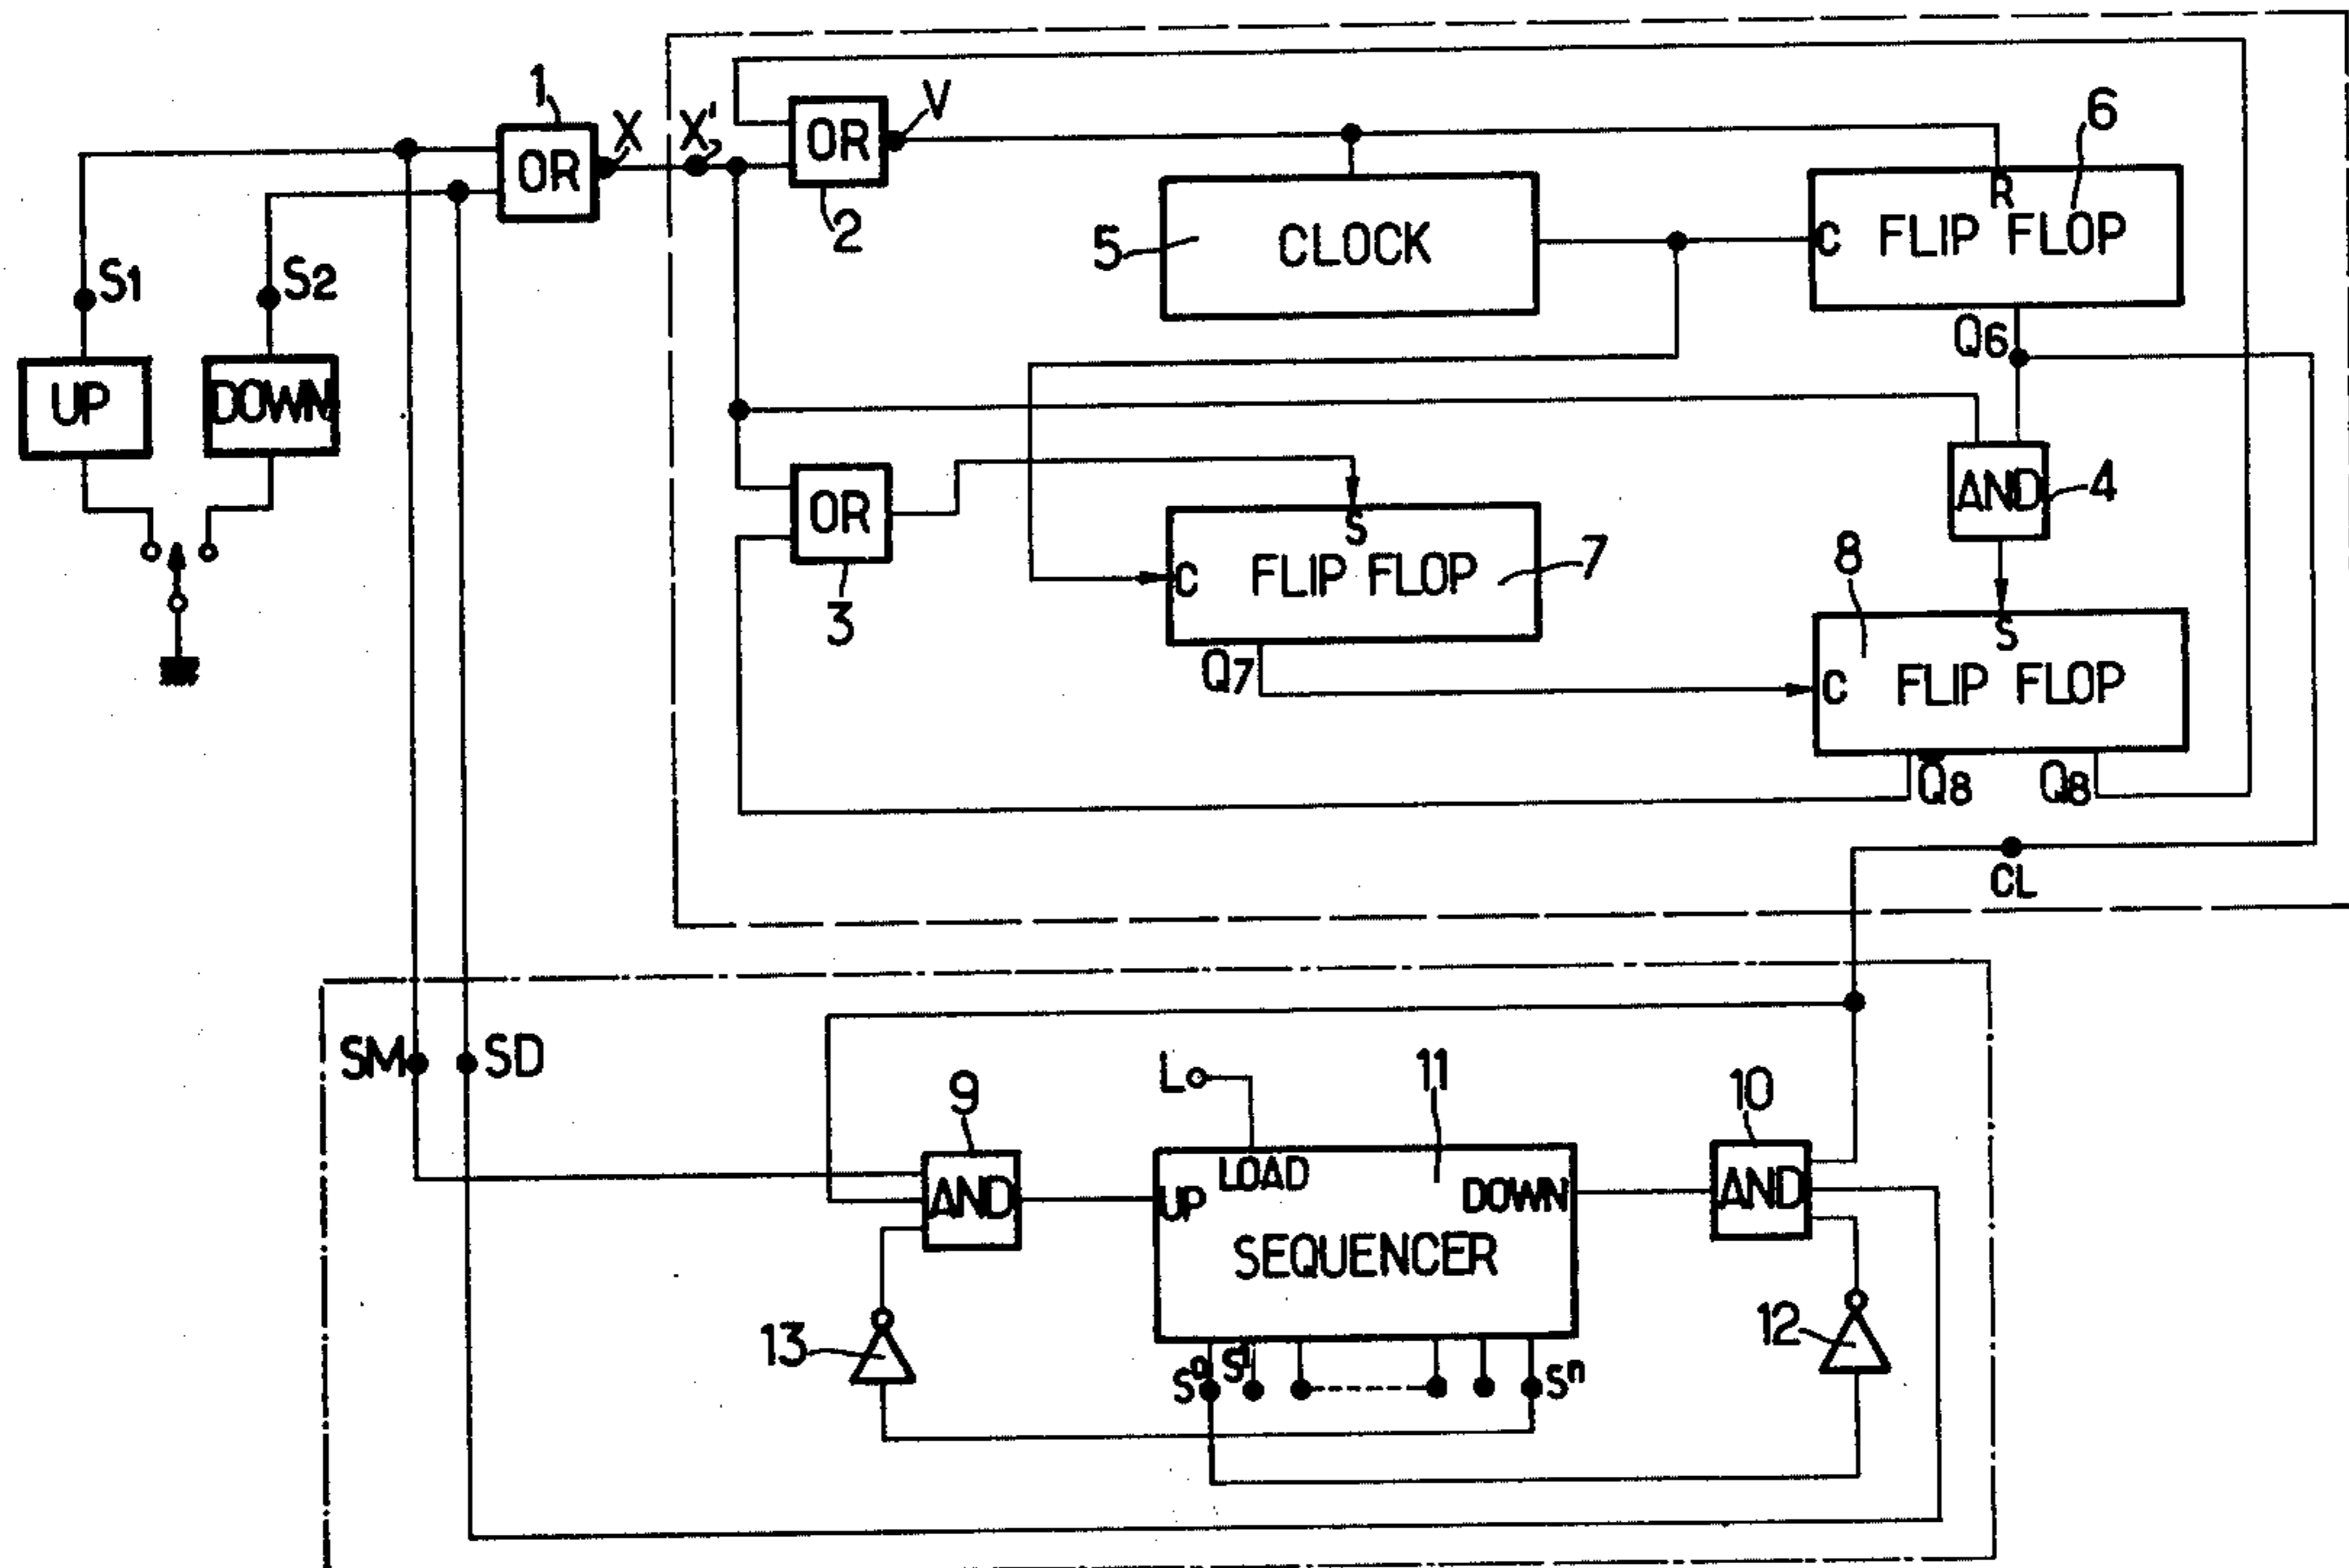 1
X
X'
OR
V
OR
2
6
R
C FLIP FLOP
5
CLOCK
S1
S2
UP
DOWN
Q6
AND
4
OR
3
S
C FLIP FLOP
7
Q7
8
S
C FLIP FLOP
Q8
Q8
CL
SM
SD
9
L
11
10
AND
LOAD
UP
DOWN
AND
SEQUENCER
13
12
S1
Sn